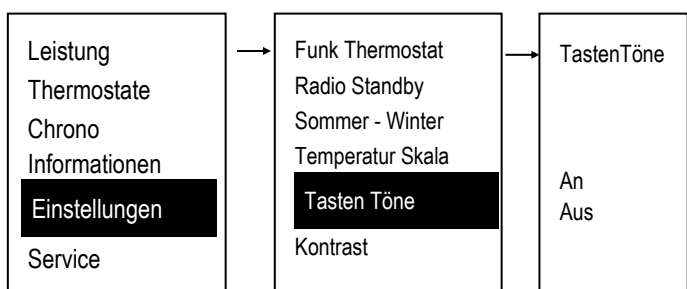 Leistung
Thermostate
Chrono
Informationen
Einstellungen
Service
Funk Thermostat
Radio Standby
Sommer - Winter
Temperatur Skala
Tasten Töne
Kontrast
TastenTöne
An
Aus